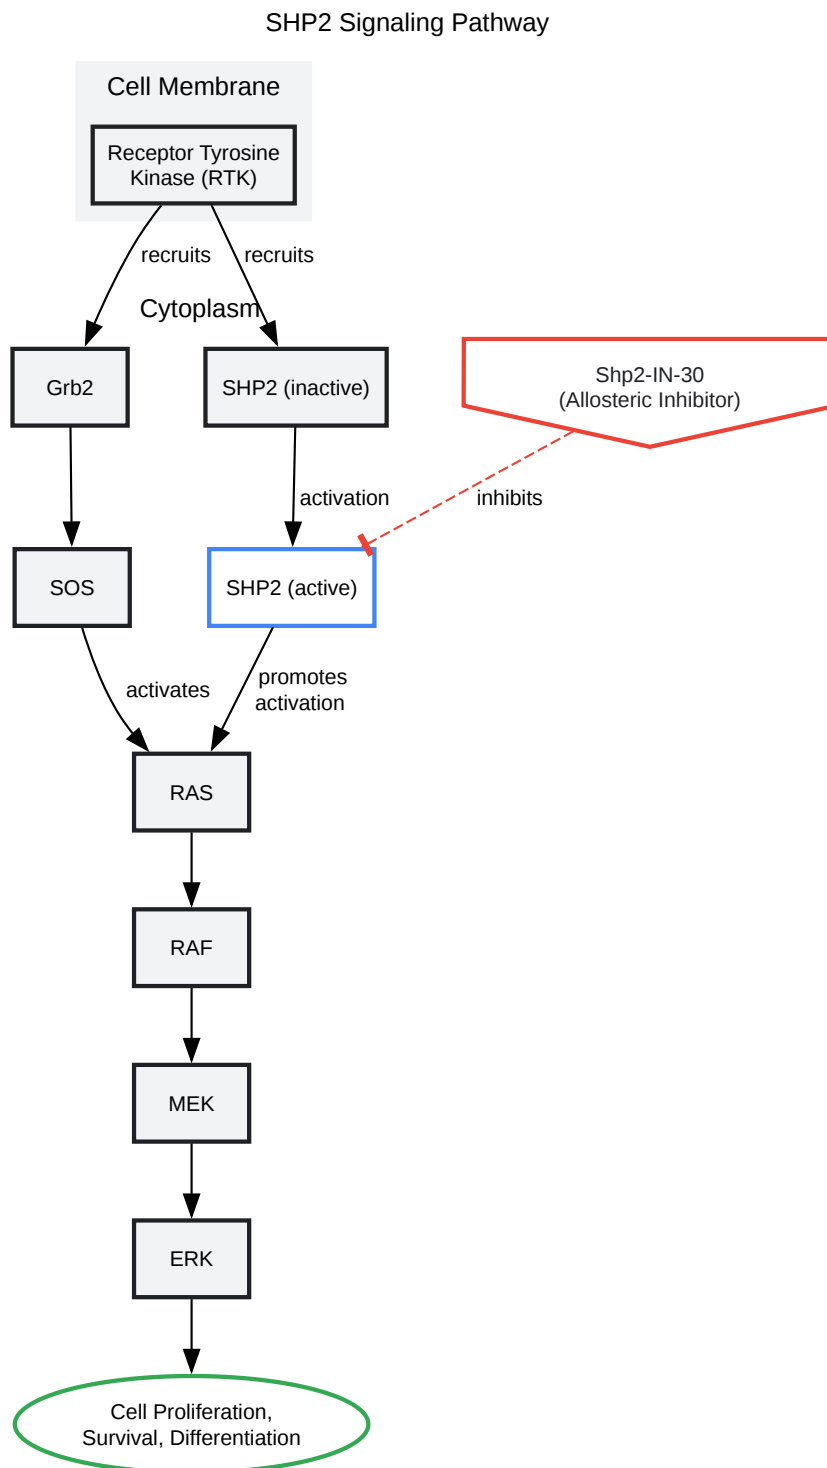 SHP2 Signaling Pathway
Cell Membrane
Receptor Tyrosine
Kinase (RTK)
recruits
recruits
Cytoplasm
Grb2
SHP2 (inactive)
Shp2-IN-30
(Allosteric Inhibitor)
activation
inhibits
SOS
SHP2 (active)
activates
promotes
activation
RAS
RAF
MEK
ERK
Cell Proliferation,
Survival, Differentiation